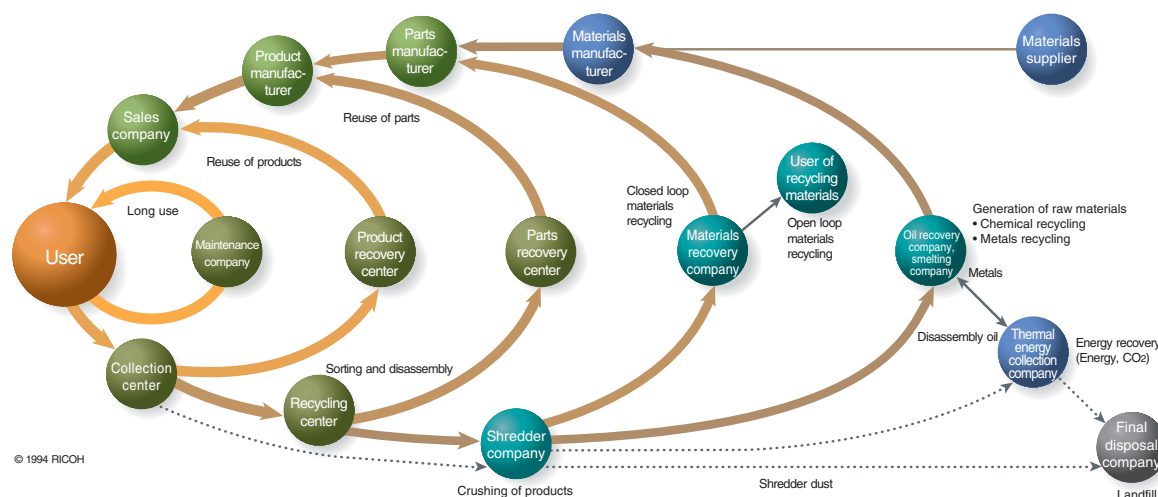 Parts
manufac-
turer
Materials
manufac-
turer
Materials
supplier
Product
manufac-
turer
Sales
company
Reuse of parts
Reuse of products
User of
recycling
materials
Closed loop
materials
recycling
Long use
Generation of raw materials
• Chemical recycling
• Metals recycling
Open loop
materials
recycling
User
Maintenance
company
Product
recovery
center
Parts
recovery
center
Materials
recovery
company
Oil recovery
company,
smelting
company
Metals
Disassembly oil
Thermal
energy
collection
company
Energy recovery
(Energy, CO2)
Collection
center
Sorting and disassembly
Recycling
center
Shredder
company
Final
disposal
company
© 1994 RICOH
Crushing of products
Shredder dust
Landfill